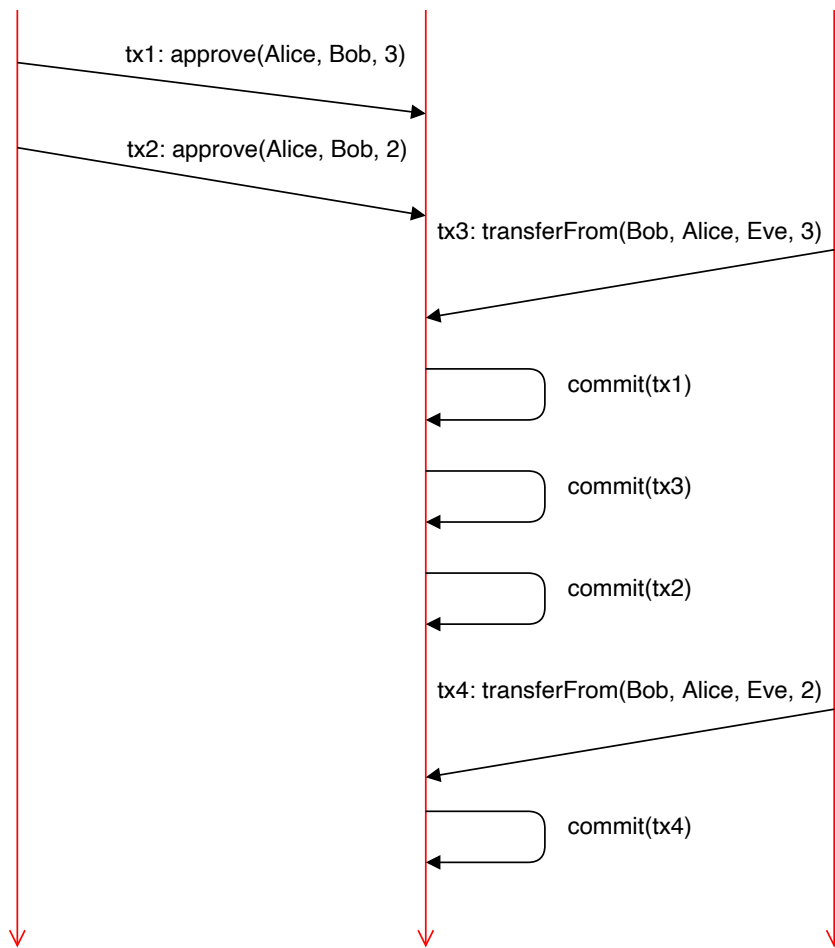 tx1: approve(Alice, Bob, 3)
tx2: approve(Alice, Bob, 2)
tx3: transferFrom(Bob, Alice, Eve, 3)
commit(tx1)
commit(tx3)
commit(tx2)
tx4: transferFrom(Bob, Alice, Eve, 2)
commit(tx4)